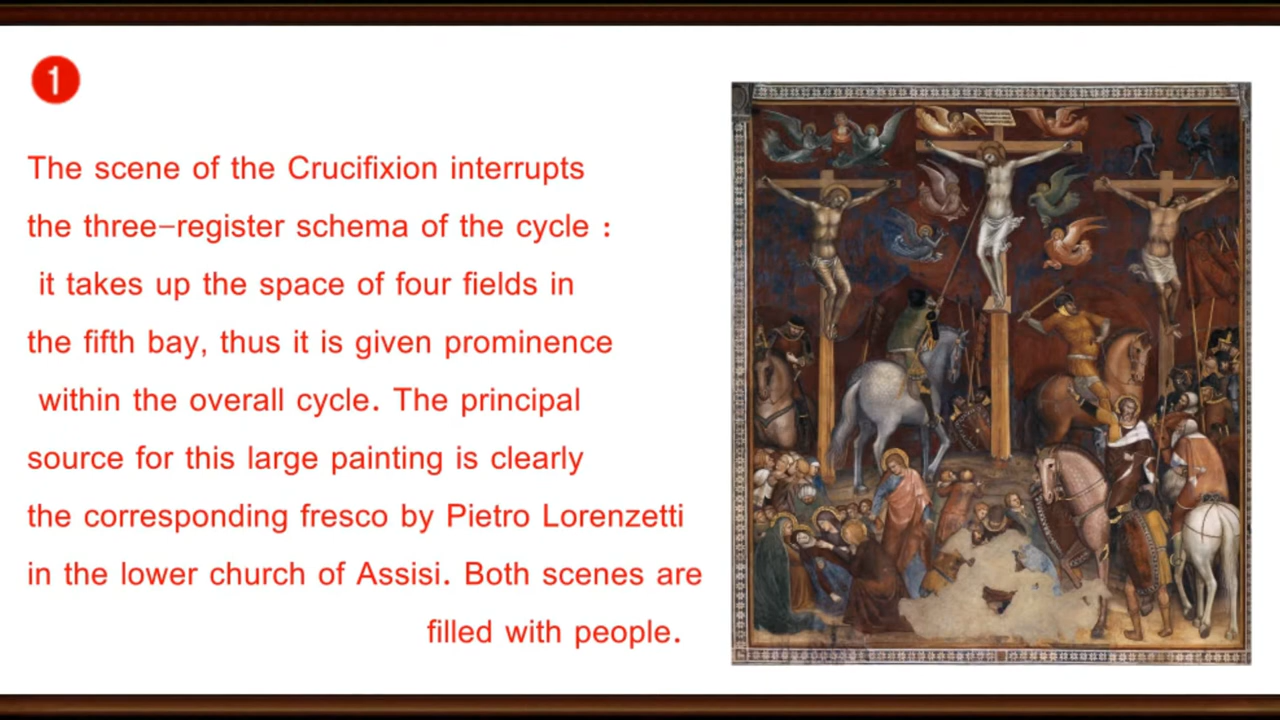 1
The scene of the Crucifixion interrupts
the three-register schema of the cycle :
it takes up the space of four fields in
the fifth bay, thus it is given prominence
within the overall cycle. The principal
source for this large painting is clearly
the corresponding fresco by Pietro Lorenzetti
in the lower church of Assisi. Both scenes are
filled with people.